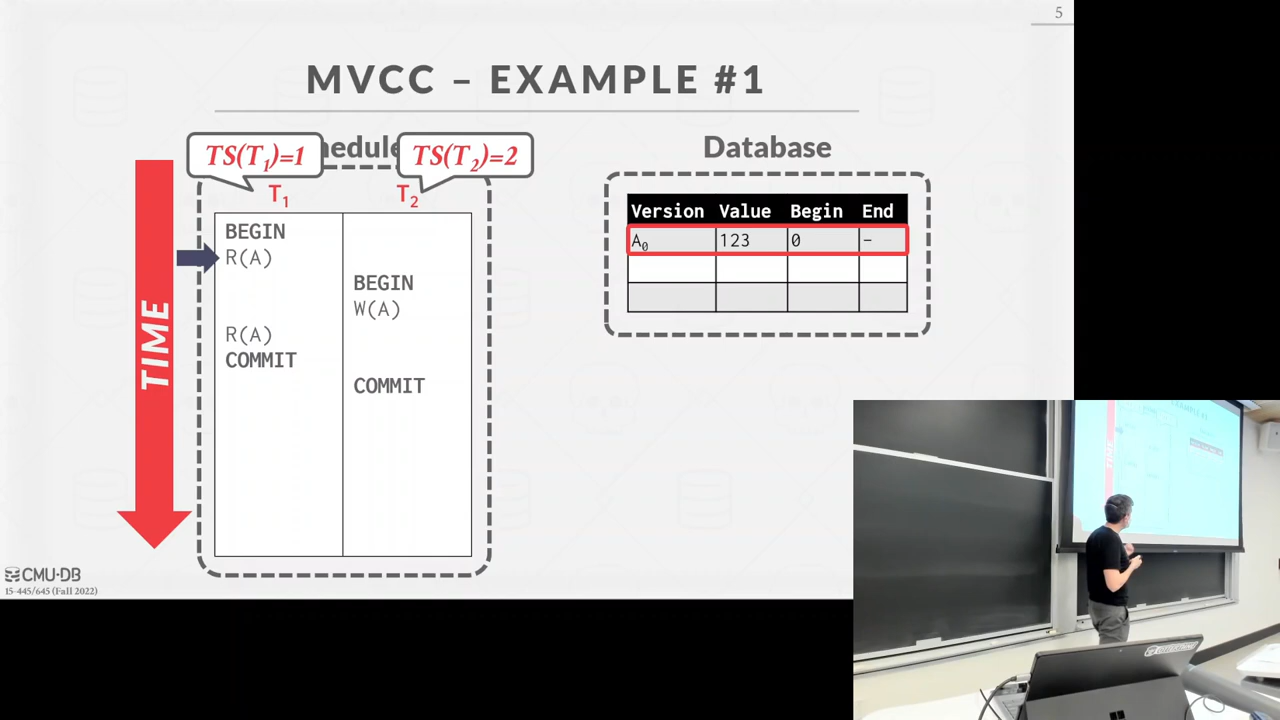 5
MVCC – EXAMPLE #1
TS(T1)=1
hedule
TS(T2)=2
Database
T1
T2
BEGIN
R(A)
BEGIN
W(A)
R(A)
COMMIT
COMMIT
TIME
Version Value Begin End
A0 123 0 –
CMU·DB
15-445/645 (Fall 2022)